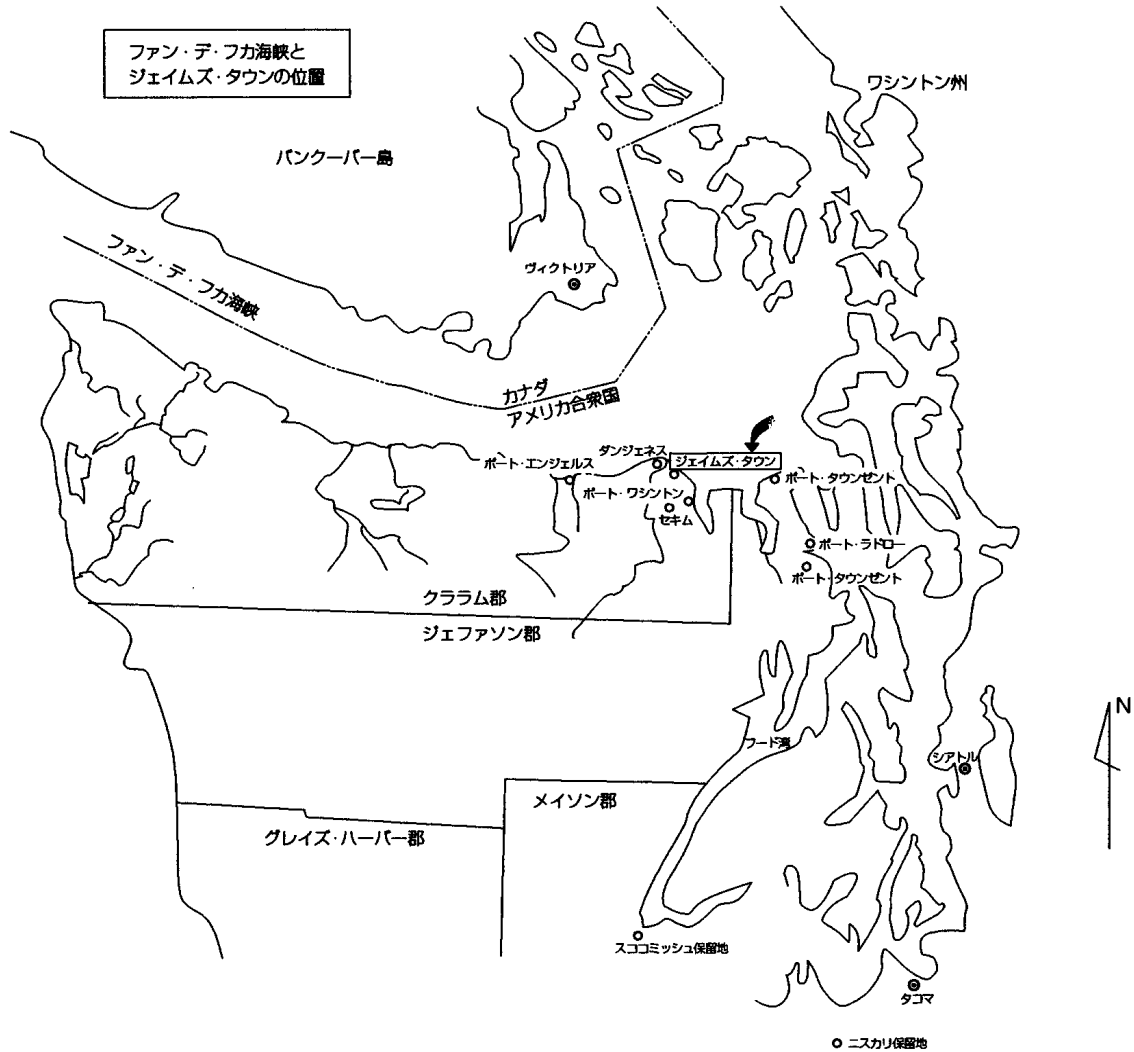 ファン・デ・フカ海峡と
ジェイムズ・タウンの位置
ワシントン州
バンクーバー島
ファン・デ・フカ海峡
ヴィクトリア
カナダ
アメリカ合衆国
ダンジェネス
ジェイムズ・タウン
ポート・エンジェルス
ポート・タウンゼント
ポート・ワシントン
セキム
ポート・ラドロー
ポート・タウンゼント
クララム郡
ジェファソン郡
N
フード湾
シアトル
メイソン郡
グレイズ・ハーバー郡
スココミッシュ保留地
タコマ
ニスカリ保留地